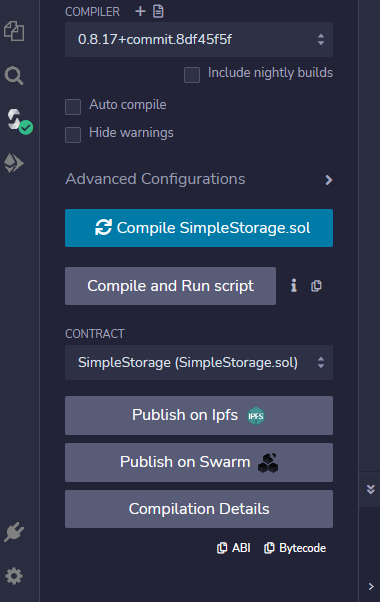 COMPILER
0.8.17+commit.8df45f5f
Include nightly builds
Auto compile
Hide warnings
Advanced Configurations
Compile SimpleStorage.sol
Compile and Run script
CONTRACT
SimpleStorage (SimpleStorage.sol)
Publish on Ipfs IPFS
Publish on Swarm
Compilation Details
ABI Bytecode